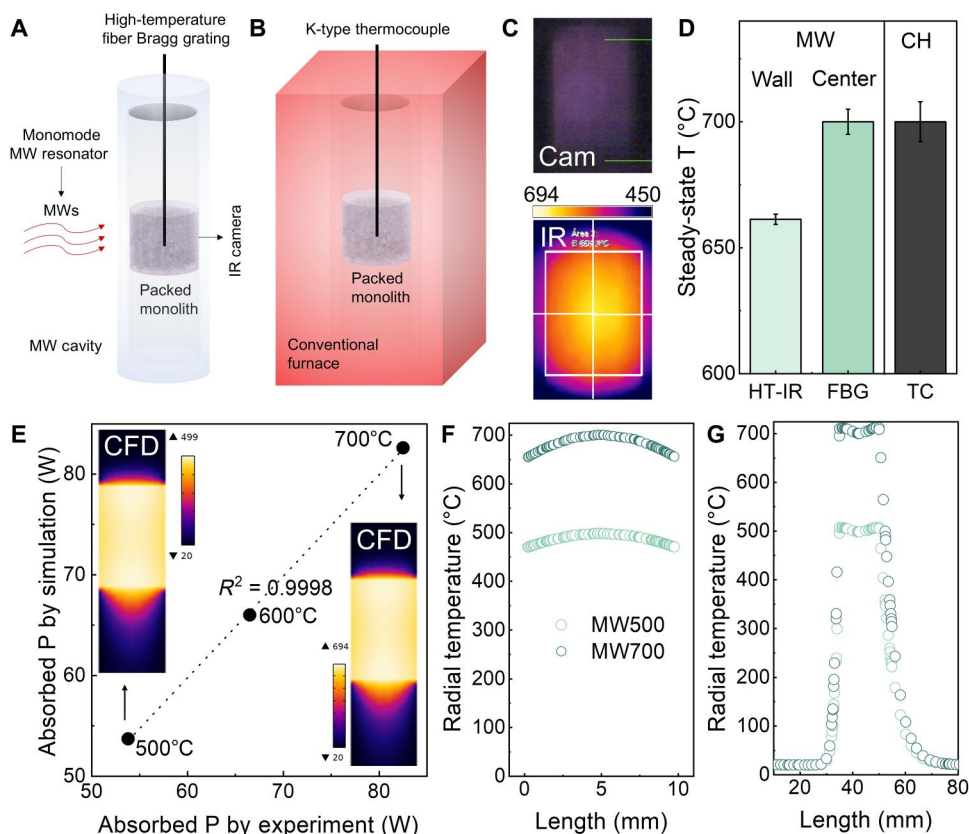 A
High-temperature
fiber Bragg grating
Monomode
MW resonator
MWs
IR camera
Packed
monolith
MW cavity
B
K-type thermocouple
Packed
monolith
Conventional
furnace
C
Cam
694 450
IR
D
MW CH
Wall Center
Steady-state T (°C)
700
650
600
HT-IR FBG TC
E
CFD
499
20
700°C
CFD
694
20
R² = 0.9998
600°C
500°C
Absorbed P by simulation (W)
80
75
70
65
60
55
50
50 60 70 80
Absorbed P by experiment (W)
F
Radial temperature (°C)
700
600
500
400
300
200
100
0
MW500
MW700
0 5 10
Length (mm)
G
Radial temperature (°C)
700
600
500
400
300
200
100
0
20 40 60 80
Length (mm)